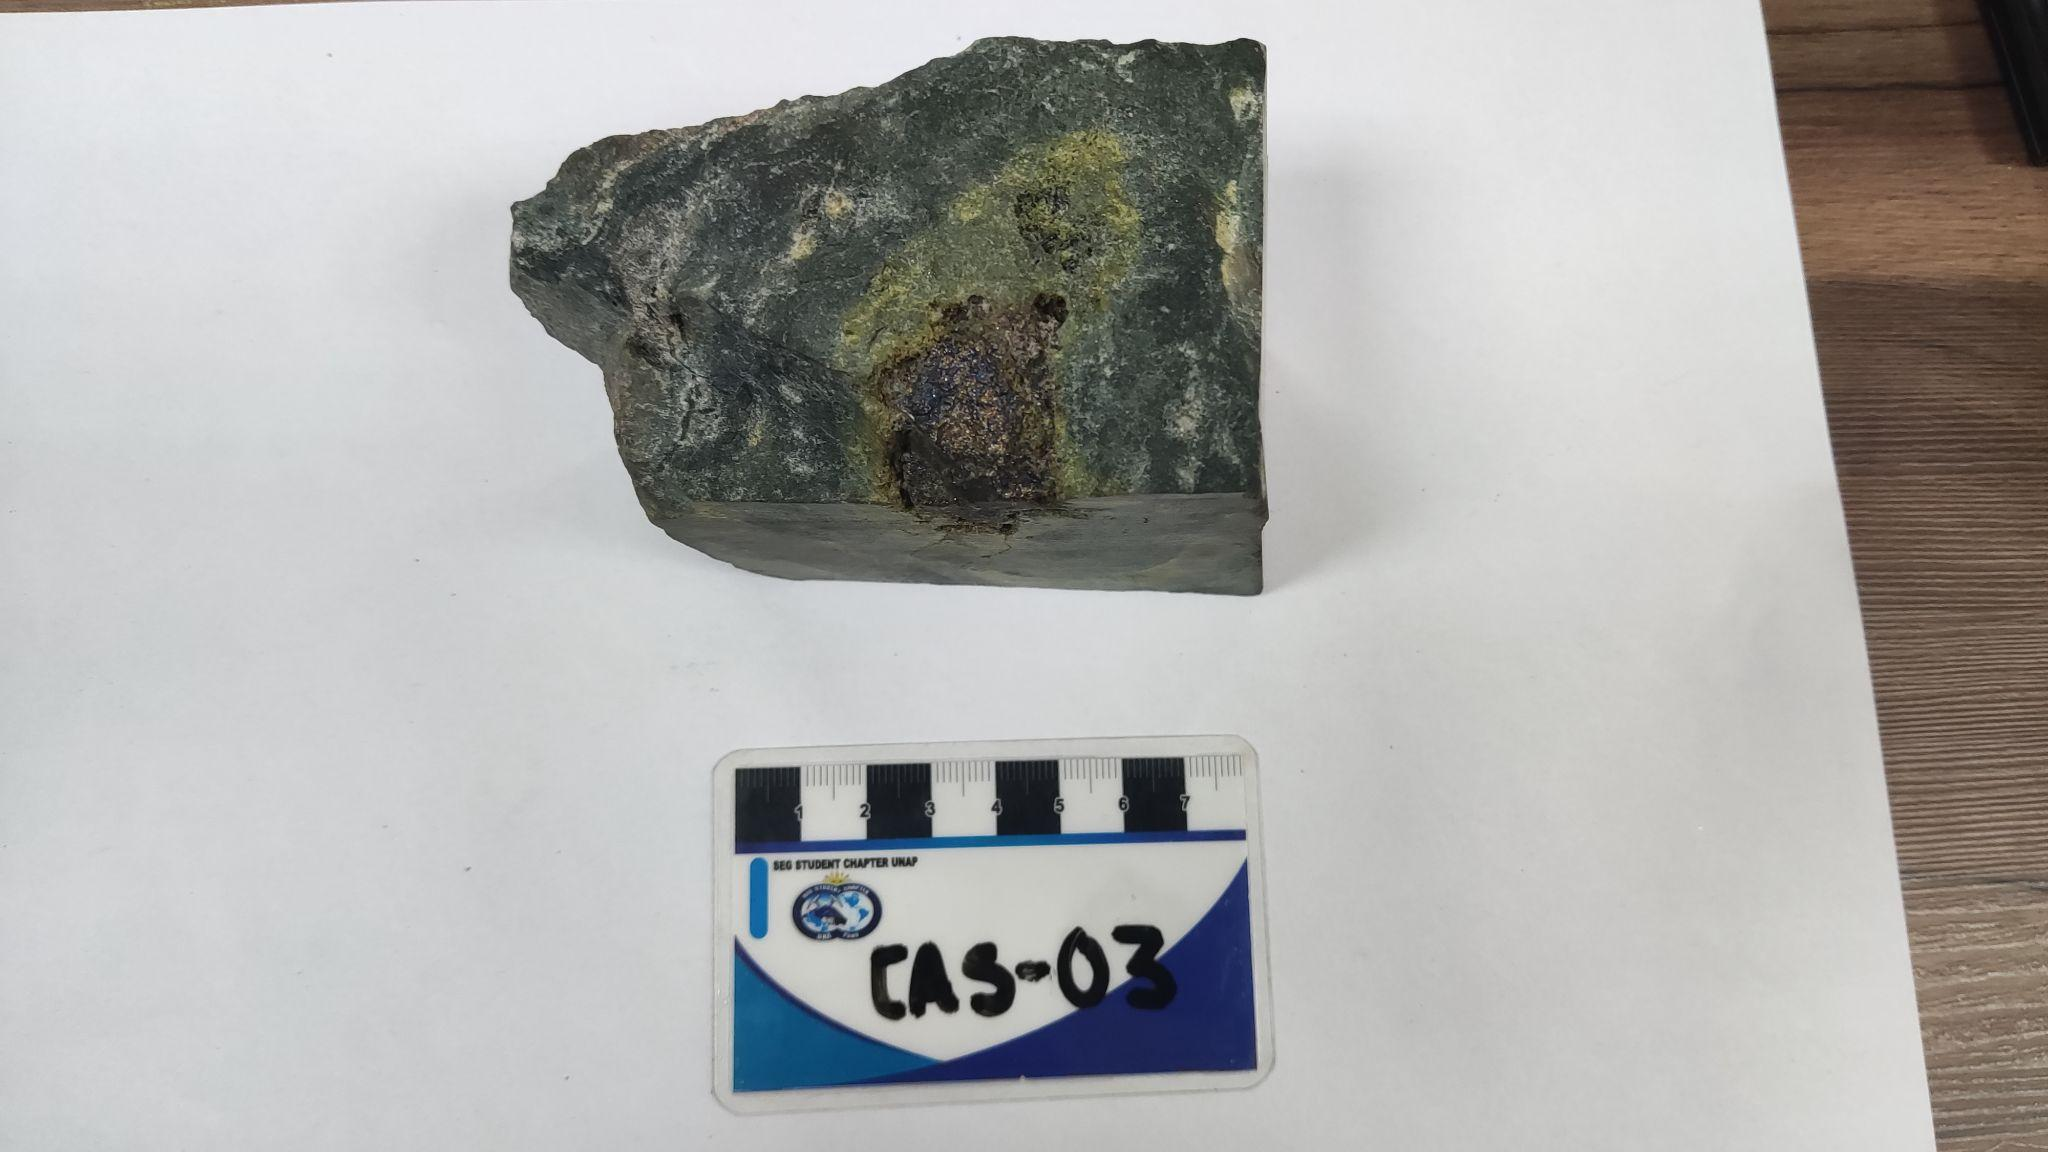 1 2 3 4 5 6 7
SEG STUDENT CHAPTER UNAP
CAS-03